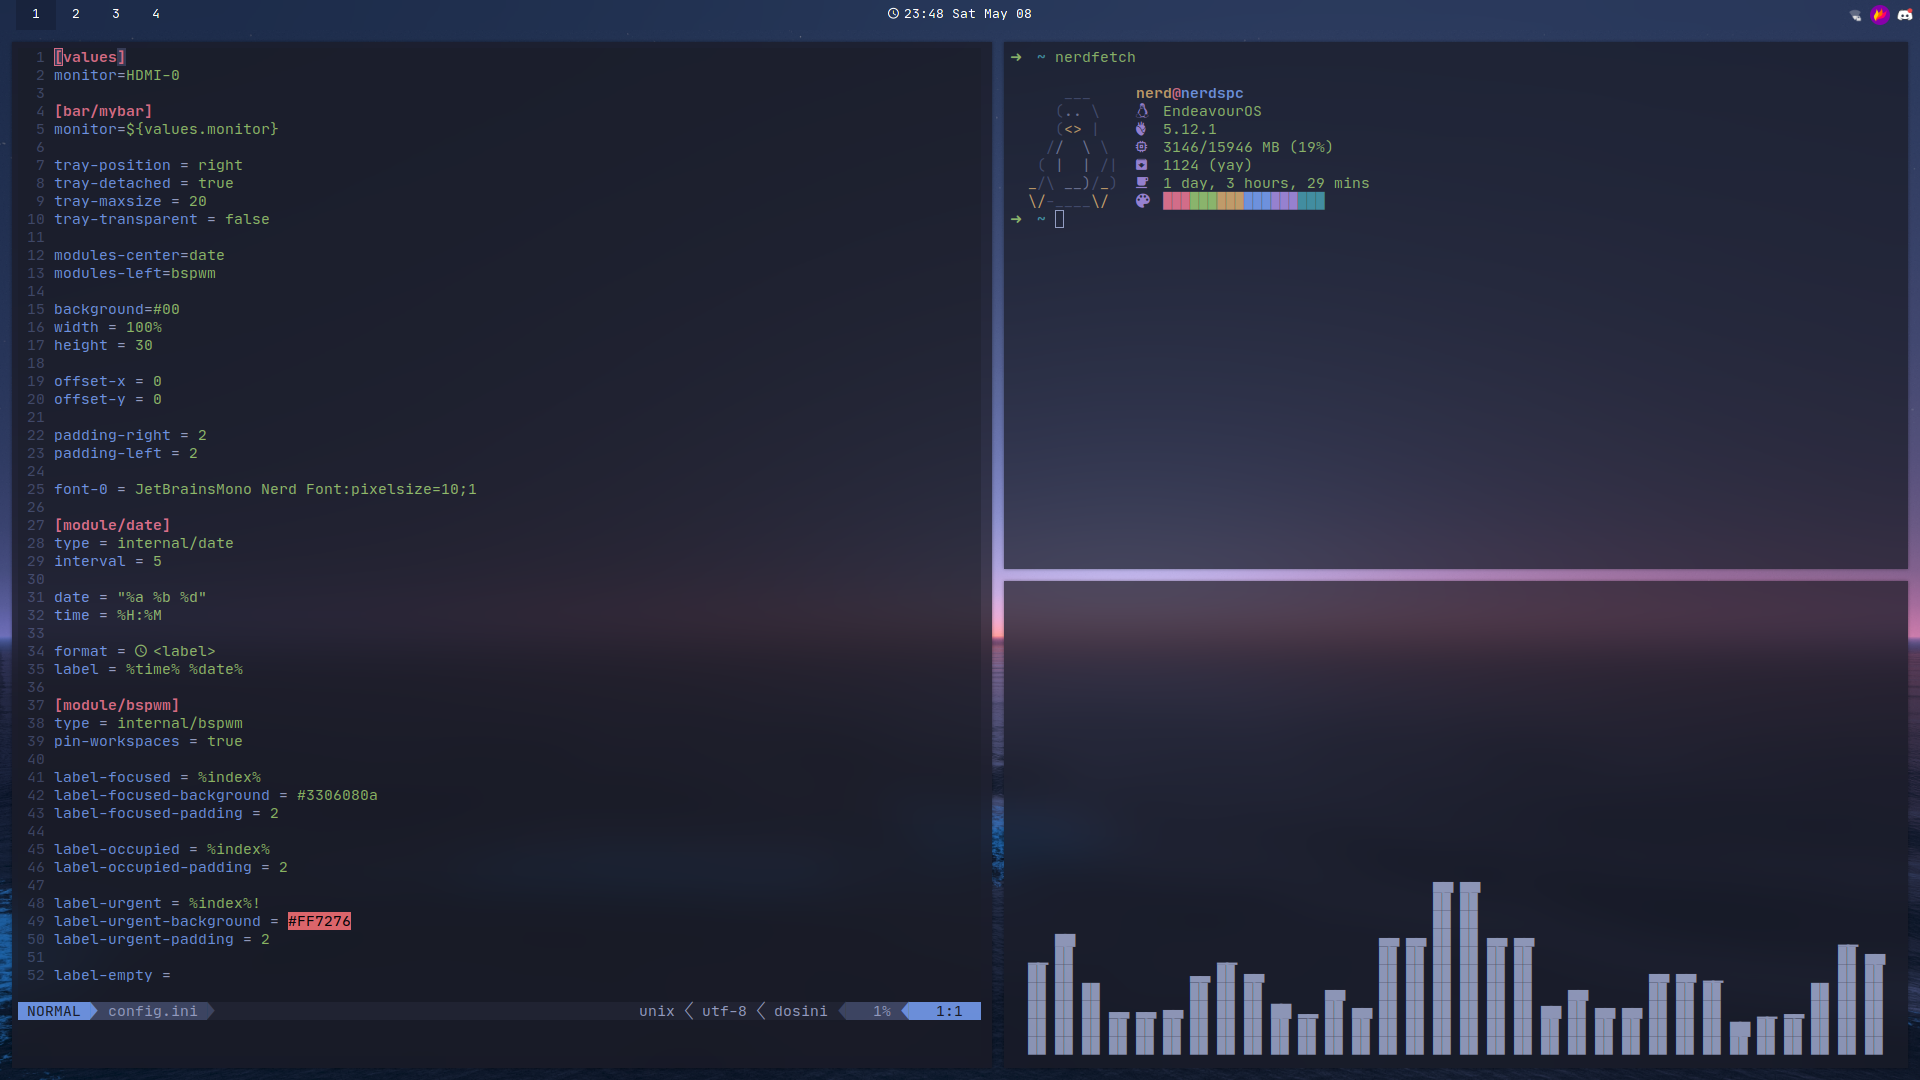 1 2 3 4
23:48 Sat May 08
1 [values]
2 monitor=HDMI-0
3
4 [bar/mybar]
5 monitor=${values.monitor}
6
7 tray-position = right
8 tray-detached = true
9 tray-maxsize = 20
10 tray-transparent = false
11
12 modules-center=date
13 modules-left=bspwm
14
15 background=#00
16 width = 100%
17 height = 30
18
19 offset-x = 0
20 offset-y = 0
21
22 padding-right = 2
23 padding-left = 2
24
25 font-0 = JetBrainsMono Nerd Font:pixelsize=10;1
26
27 [module/date]
28 type = internal/date
29 interval = 5
30
31 date = "%a %b %d"
32 time = %H:%M
33
34 format = <label>
35 label = %time% %date%
36
37 [module/bspwm]
38 type = internal/bspwm
39 pin-workspaces = true
40
41 label-focused = %index%
42 label-focused-background = #3306080a
43 label-focused-padding = 2
44
45 label-occupied = %index%
46 label-occupied-padding = 2
47
48 label-urgent = %index%!
49 label-urgent-background = #FF7276
50 label-urgent-padding = 2
51
52 label-empty =
NORMAL config.ini unix utf-8 dosini 1% 1:1
➜ ~ nerdfetch
nerd@nerdspc
EndeavourOS
5.12.1
3146/15946 MB (19%)
1124 (yay)
1 day, 3 hours, 29 mins
➜ ~